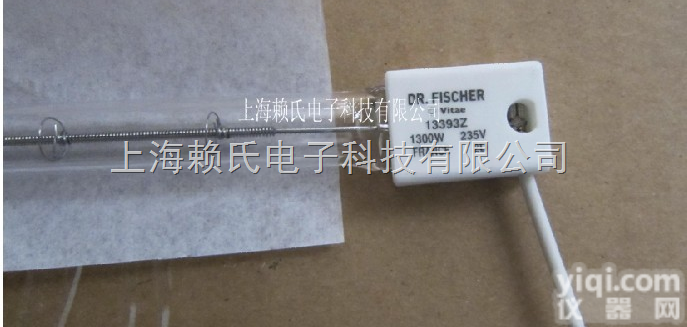 DR. FISCHER
上海赖氏电子科技有限公司
Vitae
13393Z
1300W 235V
上海赖氏电子科技有限公司
yiqi.com
仪器网